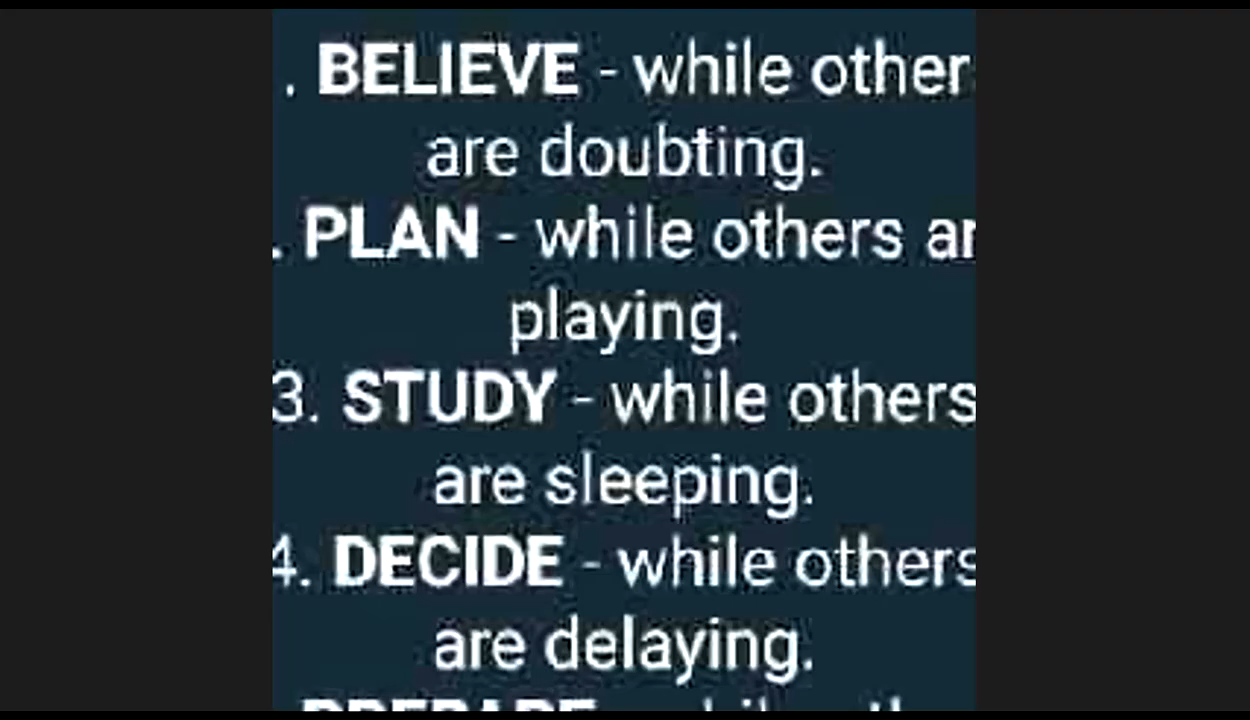 . BELIEVE - while other
are doubting.
. PLAN - while others ar
playing.
3. STUDY - while others
are sleeping.
4. DECIDE - while others
are delaying.